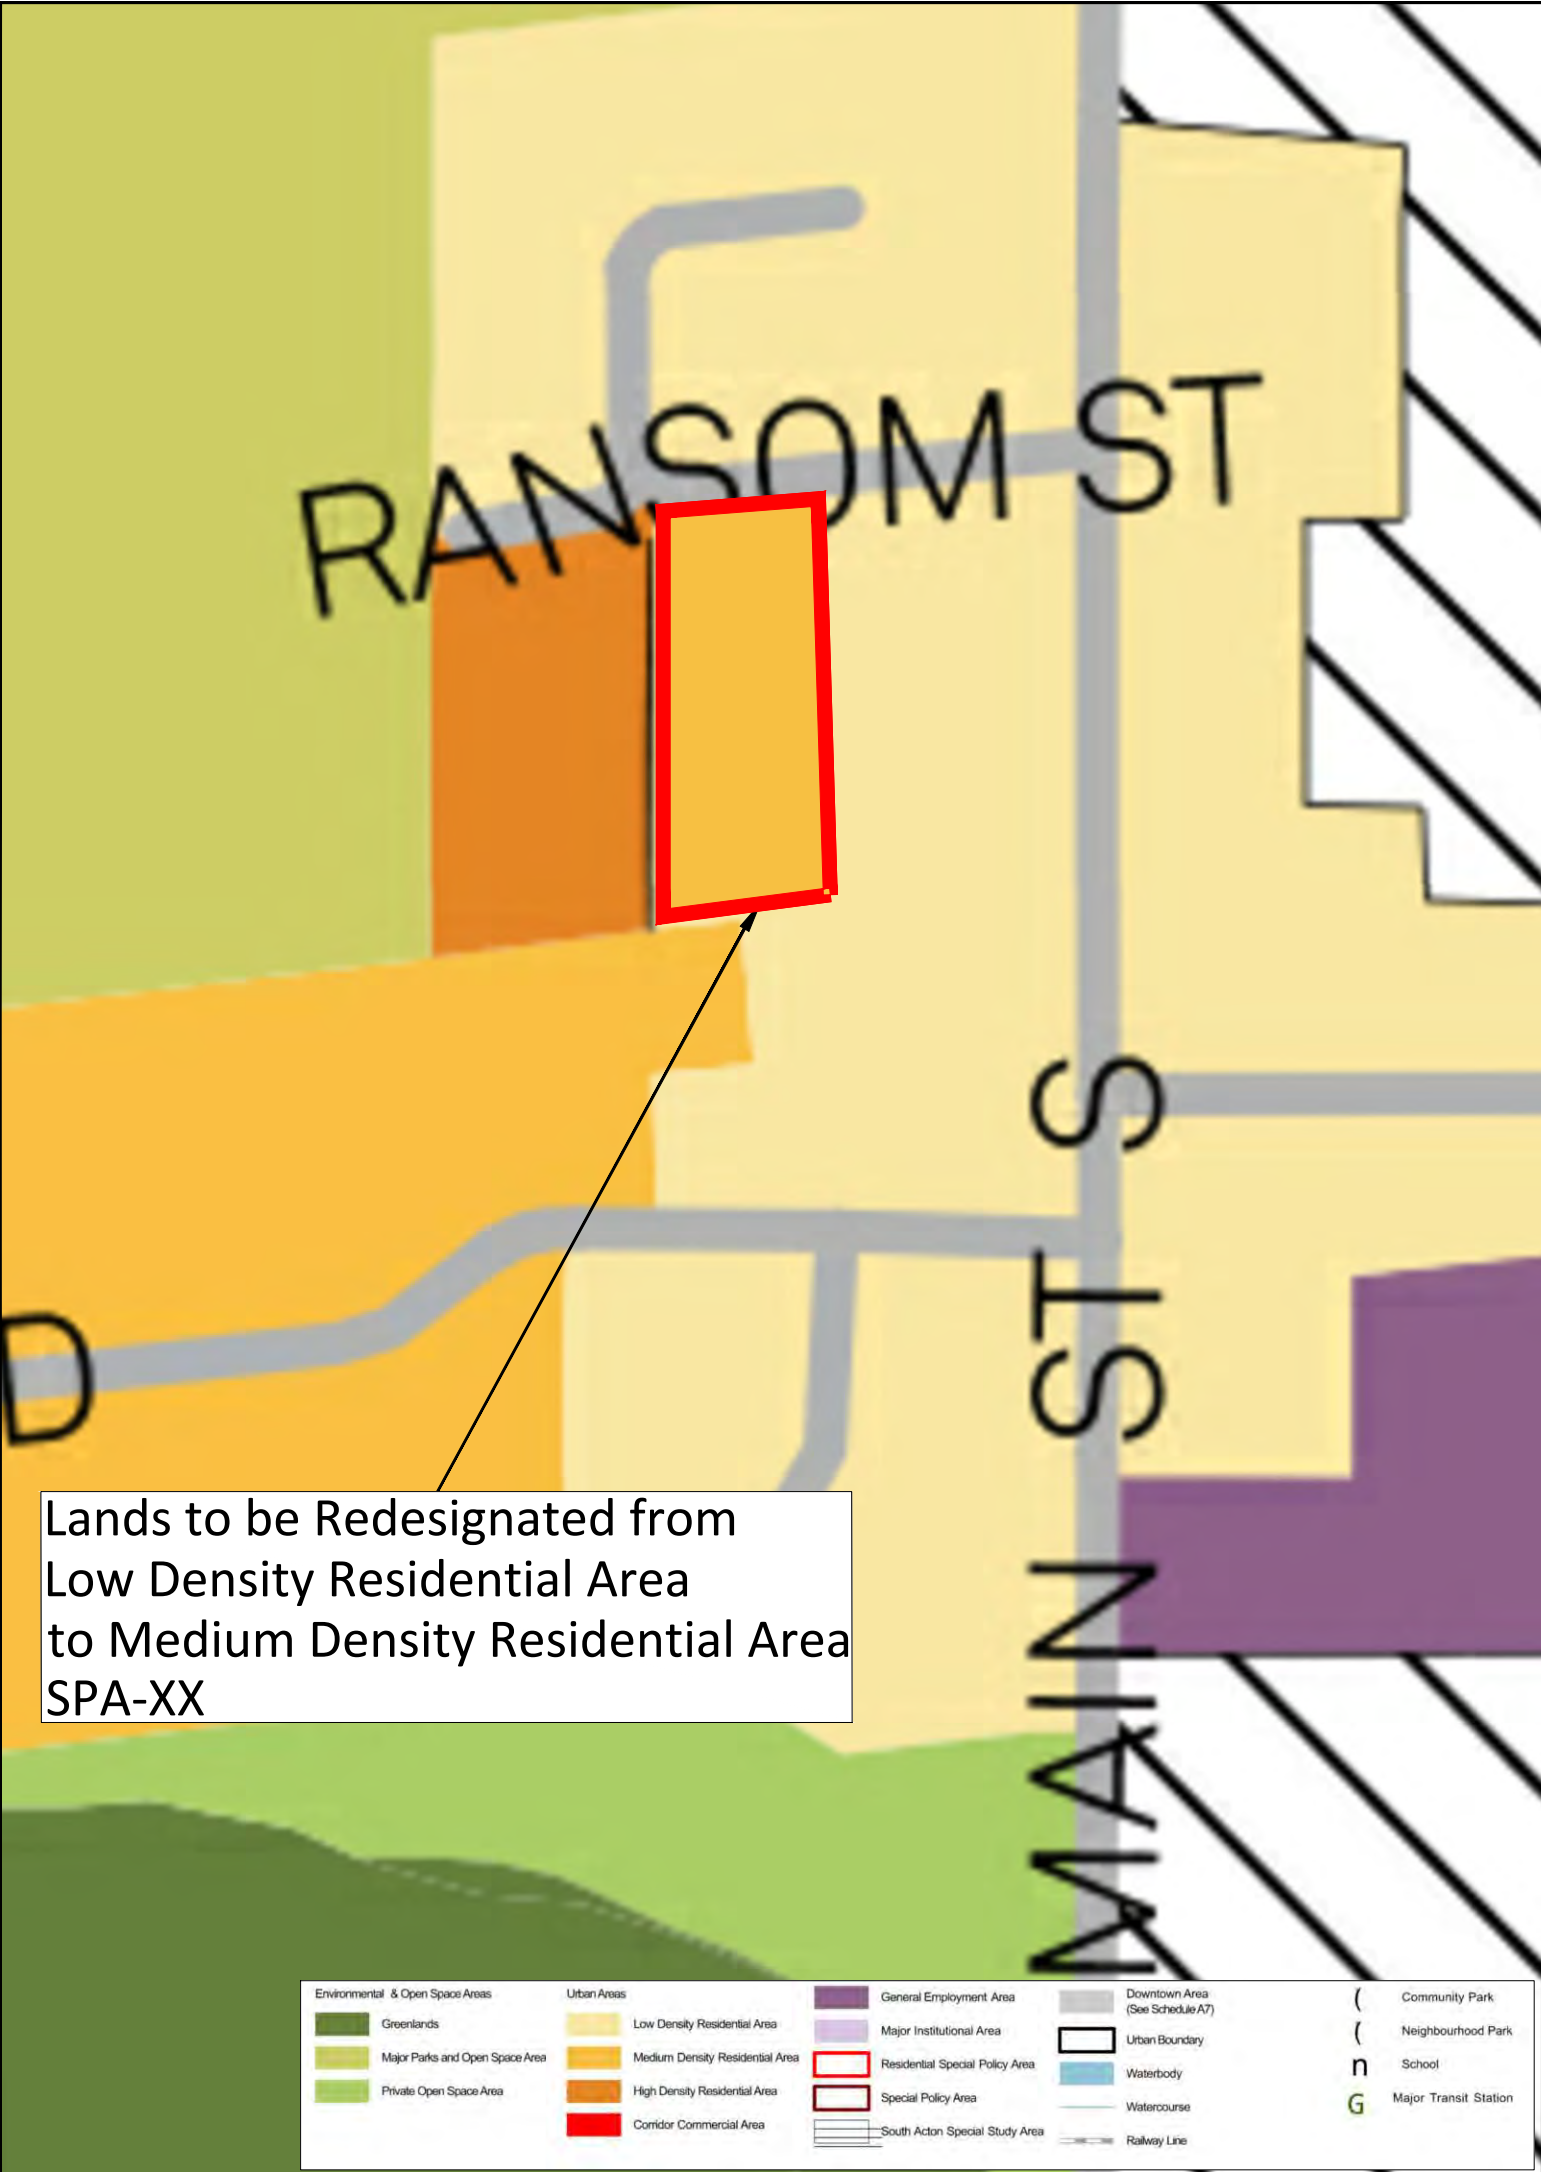 RANSOM ST
MAIN ST S
D
Lands to be Redesignated from
Low Density Residential Area
to Medium Density Residential Area
SPA-XX
Environmental & Open Space Areas
Greenlands
Major Parks and Open Space Area
Private Open Space Area
Urban Areas
Low Density Residential Area
Medium Density Residential Area
High Density Residential Area
Corridor Commercial Area
General Employment Area
Major Institutional Area
Residential Special Policy Area
Special Policy Area
South Acton Special Study Area
Downtown Area
(See Schedule A7)
Urban Boundary
Waterbody
Watercourse
Railway Line
( Community Park
( Neighbourhood Park
n School
G Major Transit Station